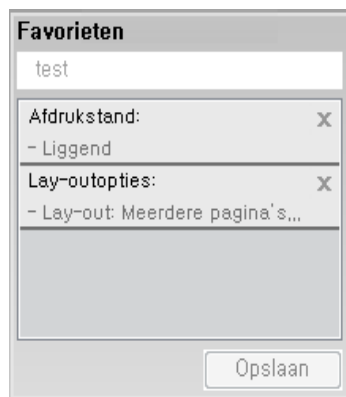 Favorieten
test
Afdrukstand: X
- Liggend
Lay-outopties: X
- Lay-out: Meerdere pagina's...
Opslaan